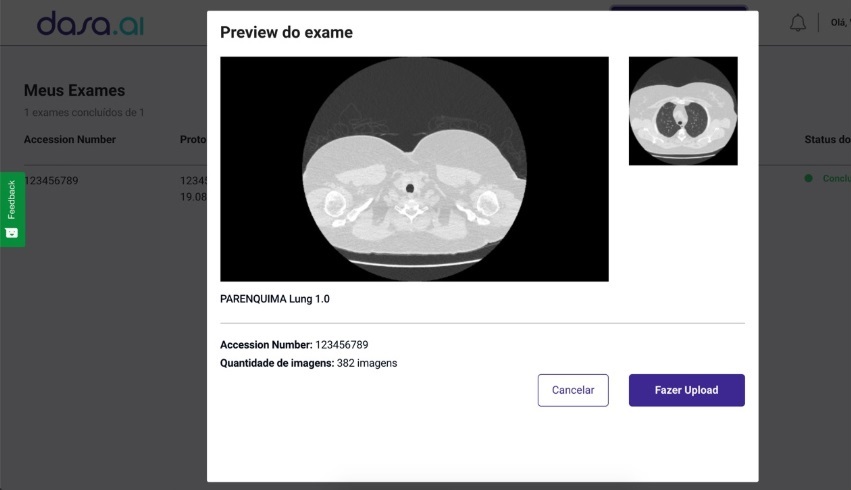 dasa.ai
Olá,
Preview do exame
Meus Exames
1 exames concluídos de 1
Accession Number
Proto
Status do
123456789
1234
19.08
Conclu
Feedback
PARENQUIMA Lung 1.0
Accession Number: 123456789
Quantidade de imagens: 382 imagens
Cancelar
Fazer Upload